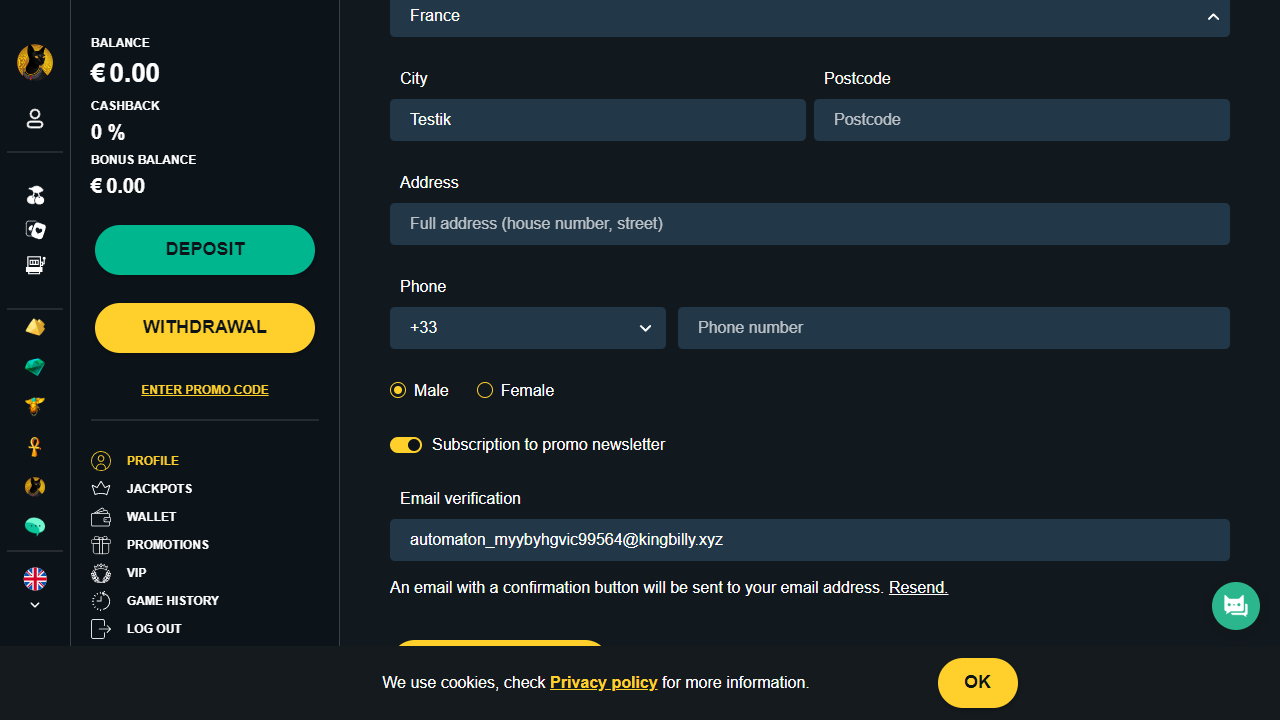 BALANCE
€ 0.00
CASHBACK
0 %
BONUS BALANCE
€ 0.00
DEPOSIT
WITHDRAWAL
ENTER PROMO CODE
PROFILE
JACKPOTS
WALLET
PROMOTIONS
VIP
GAME HISTORY
LOG OUT
France
City
Postcode
Testik
Postcode
Address
Full address (house number, street)
Phone
+33
Phone number
Male
Female
Subscription to promo newsletter
Email verification
automaton_myybyhgvic99564@kingbilly.xyz
An email with a confirmation button will be sent to your email address. Resend.
We use cookies, check Privacy policy for more information.
OK